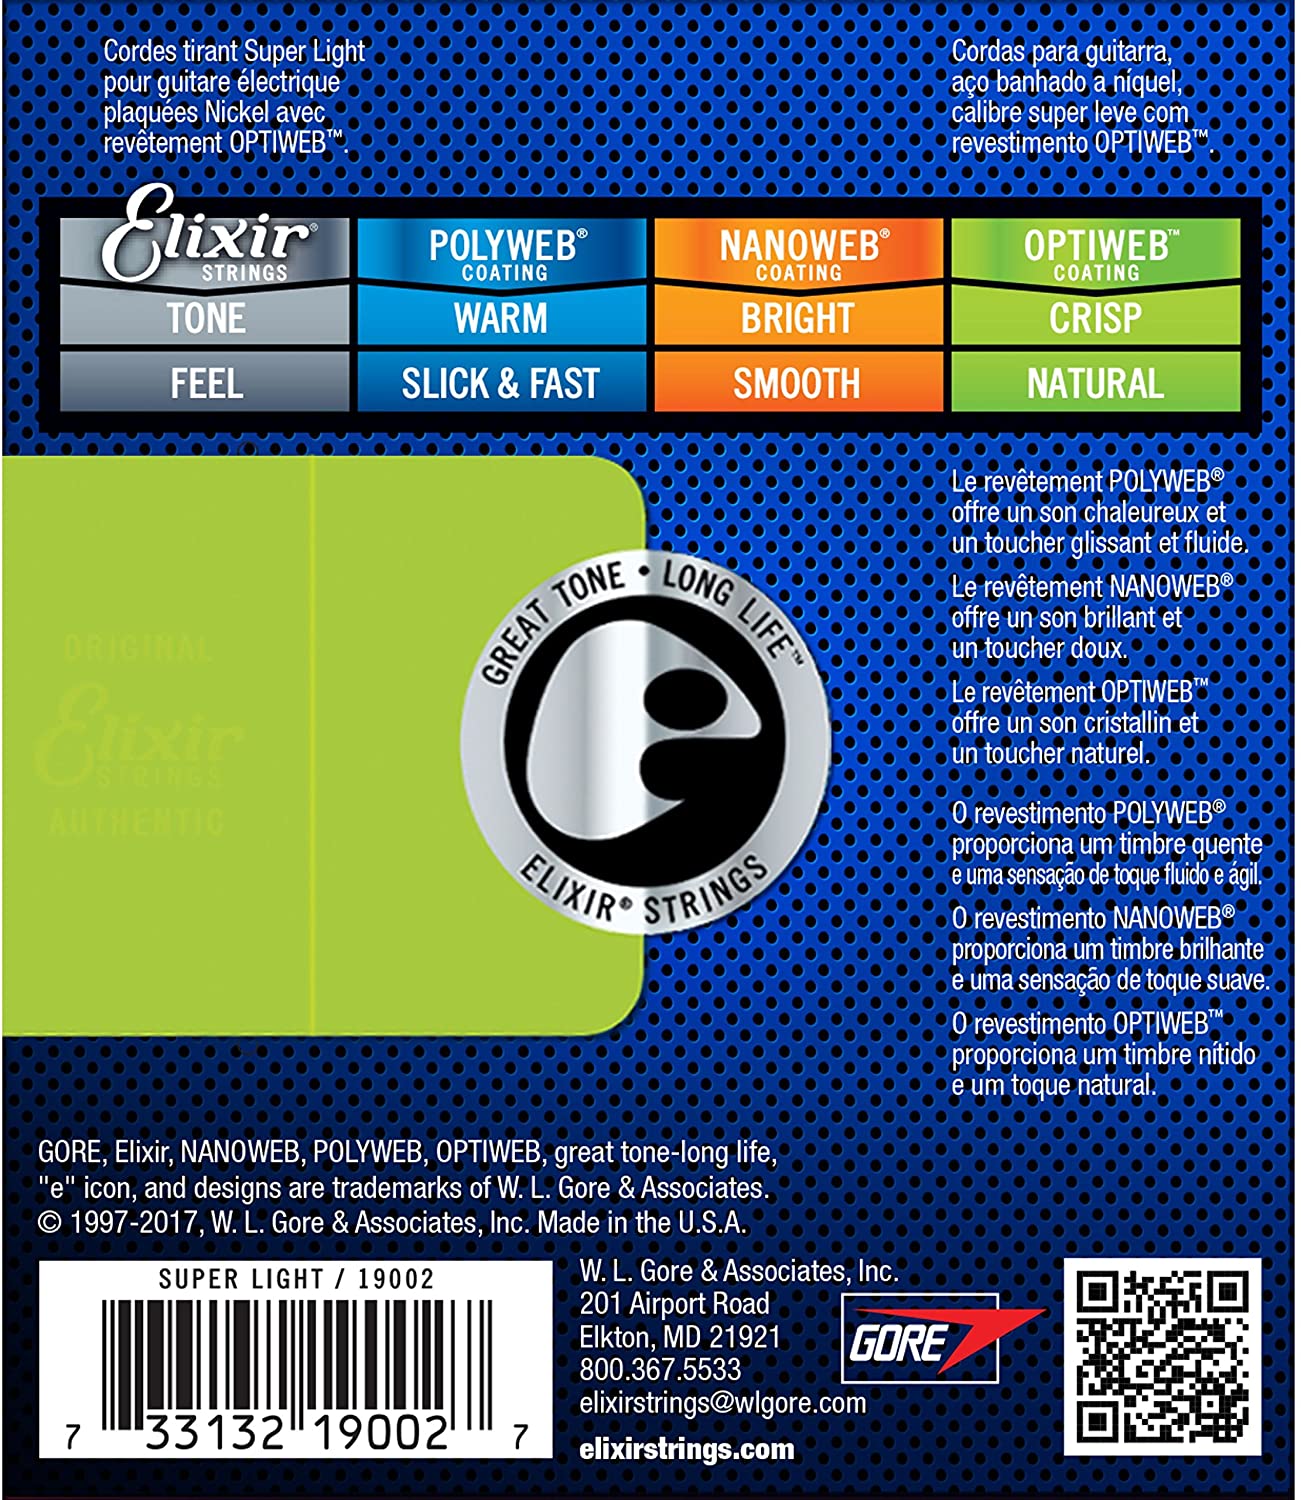 Cordes tirant Super Light
pour guitare électrique
plaquées Nickel avec
revêtement OPTIWEB™.
Cordas para guitarra,
aço banhado a níquel,
calibre super leve com
revestimento OPTIWEB™.
Elixir®
STRINGS
POLYWEB®
COATING
NANOWEB®
COATING
OPTIWEB™
COATING
TONE
WARM
BRIGHT
CRISP
FEEL
SLICK & FAST
SMOOTH
NATURAL
ORIGINAL
Elixir
STRINGS
AUTHENTIC
GREAT TONE • LONG LIFE™
ELIXIR® STRINGS
Le revêtement POLYWEB®
offre un son chaleureux et
un toucher glissant et fluide.
Le revêtement NANOWEB®
offre un son brillant et
un toucher doux.
Le revêtement OPTIWEB™
offre un son cristallin et
un toucher naturel.
O revestimento POLYWEB®
proporciona um timbre quente
e uma sensação de toque fluido e ágil.
O revestimento NANOWEB®
proporciona um timbre brilhante
e uma sensação de toque suave.
O revestimento OPTIWEB™
proporciona um timbre nítido
e um toque natural.
GORE, Elixir, NANOWEB, POLYWEB, OPTIWEB, great tone-long life,
"e" icon, and designs are trademarks of W. L. Gore & Associates.
© 1997-2017, W. L. Gore & Associates, Inc. Made in the U.S.A.
SUPER LIGHT / 19002
7 33132 19002 7
W. L. Gore & Associates, Inc.
201 Airport Road
Elkton, MD 21921
800.367.5533
elixirstrings@wlgore.com
elixirstrings.com
GORE